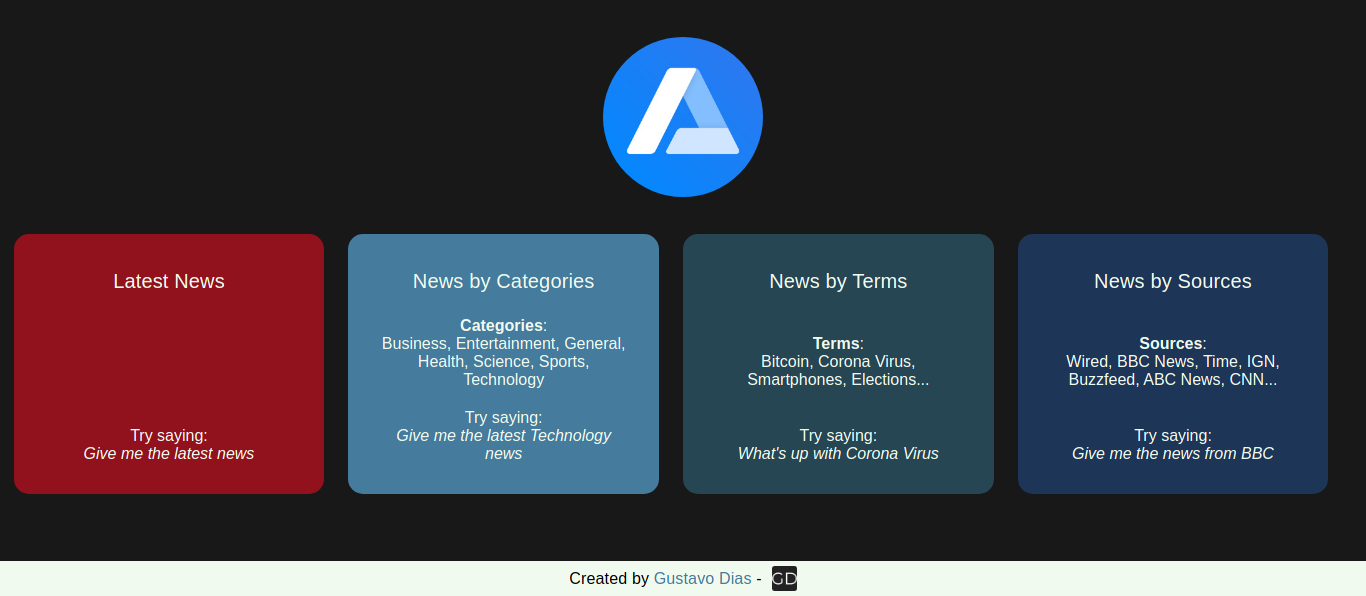 Latest News
Try saying:
Give me the latest news
News by Categories
Categories:
Business, Entertainment, General,
Health, Science, Sports,
Technology
Try saying:
Give me the latest Technology
news
News by Terms
Terms:
Bitcoin, Corona Virus,
Smartphones, Elections...
Try saying:
What's up with Corona Virus
News by Sources
Sources:
Wired, BBC News, Time, IGN,
Buzzfeed, ABC News, CNN...
Try saying:
Give me the news from BBC
Created by Gustavo Dias - GD